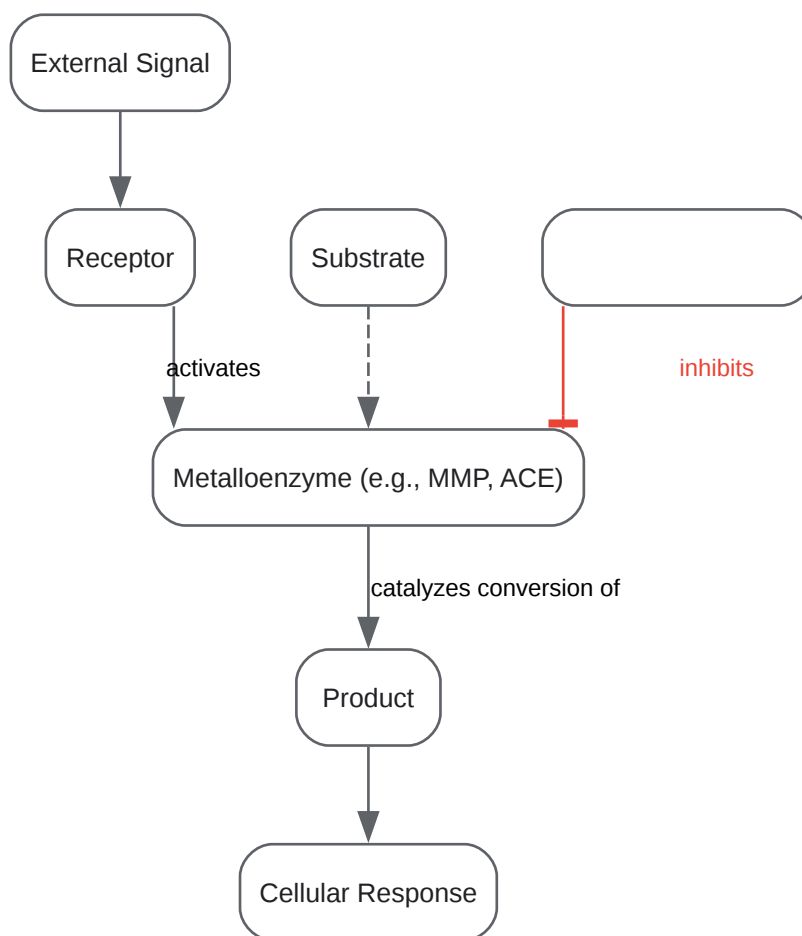 External Signal
Receptor
Substrate
activates
inhibits
Metalloenzyme (e.g., MMP, ACE)
catalyzes conversion of
Product
Cellular Response